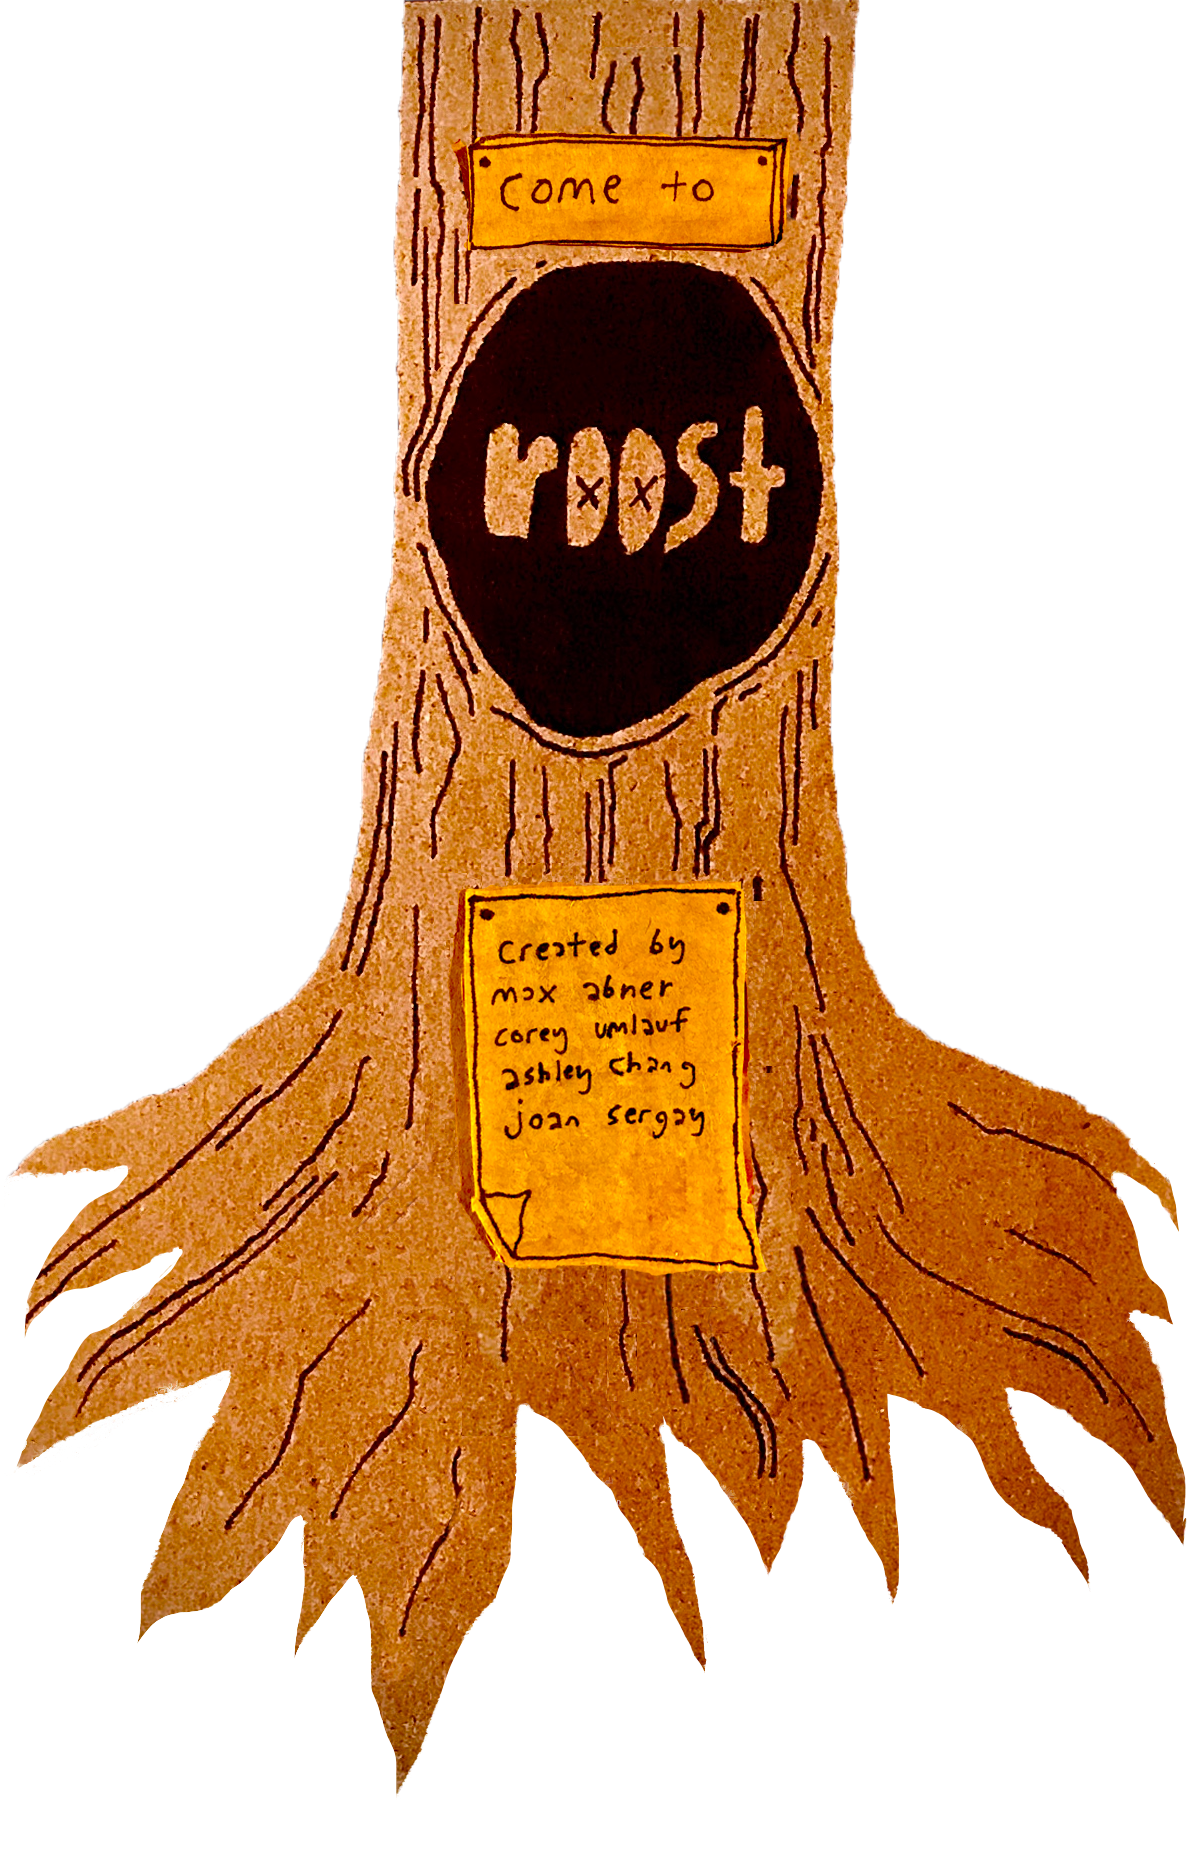 come to
roost
created by
max abner
corey umlauf
ashley chang
joan sergay